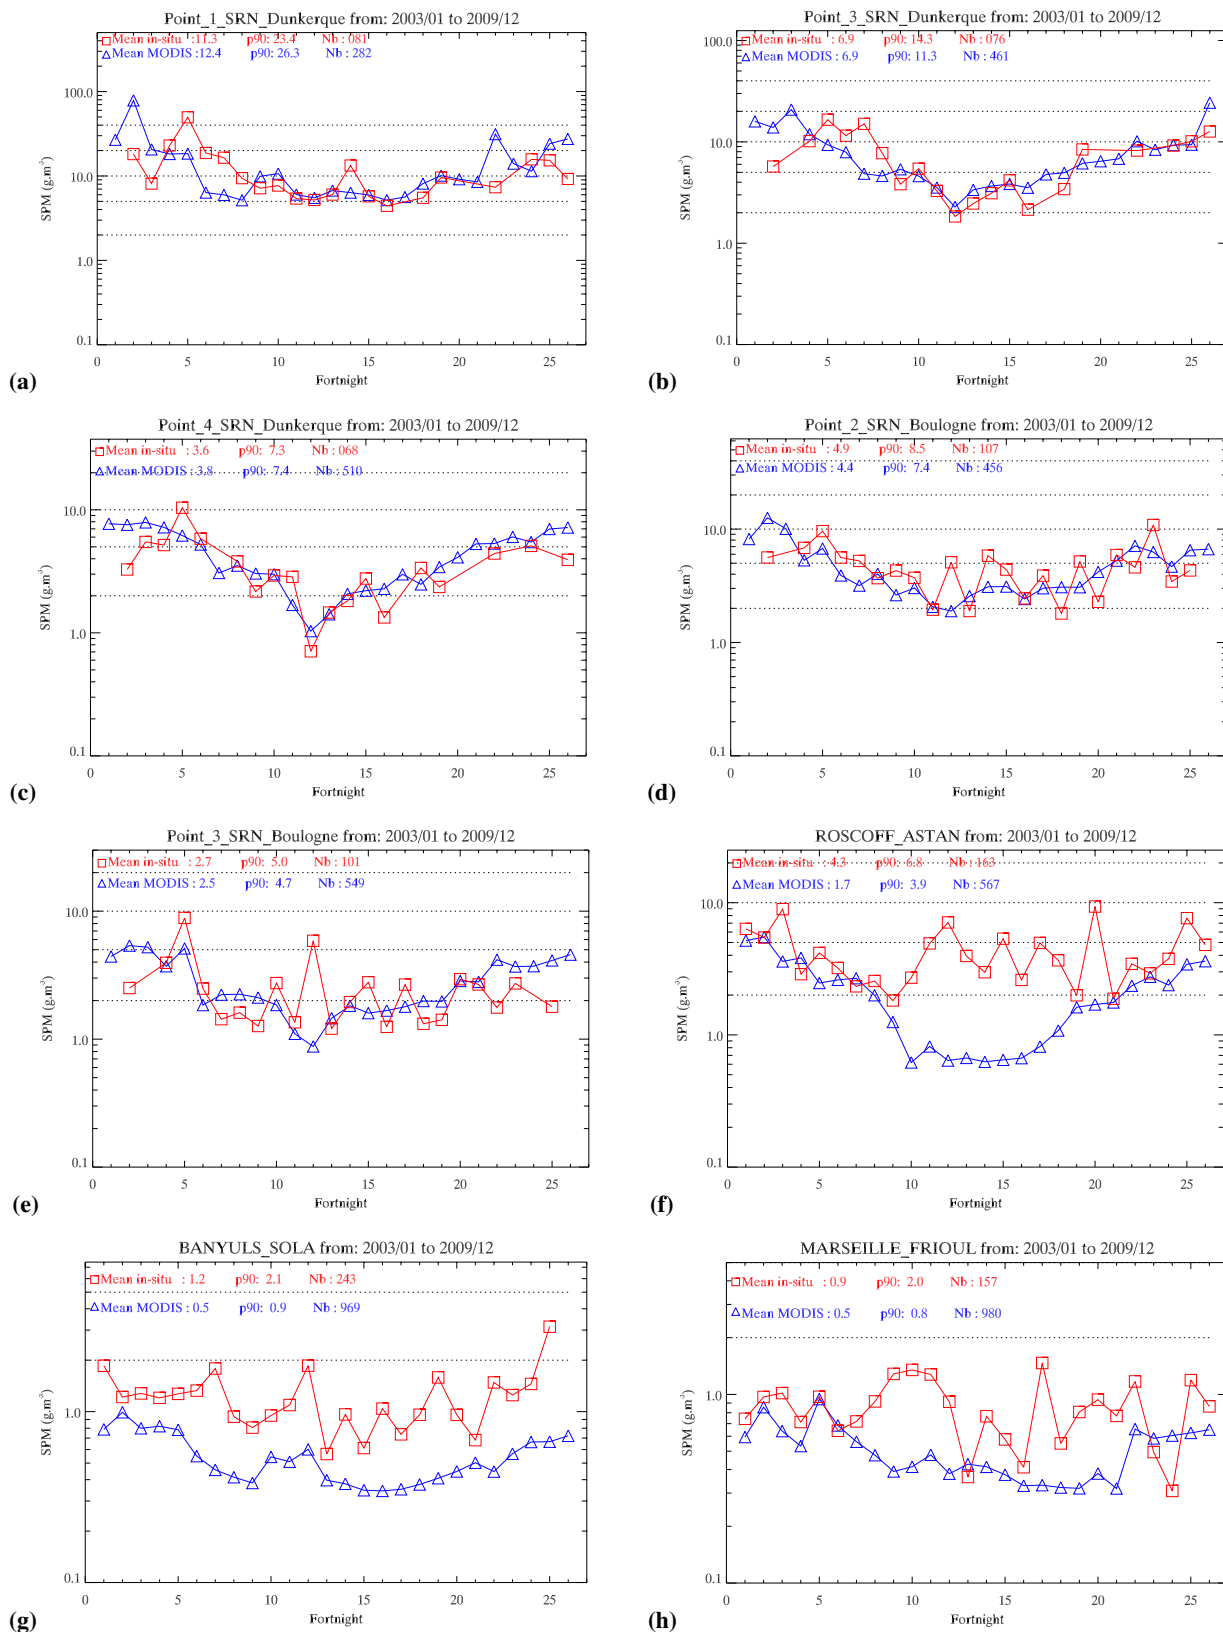 Point_1_SRN_Dunkerque from: 2003/01 to 2009/12
Mean in-situ : 11.3 p90: 23.4 Nb : 081
Mean MODIS : 12.4 p90: 26.3 Nb : 282
100.0
10.0
1.0
0.1
SPM (g.m-3)
0 5 10 15 20 25
Fortnight
(a)
Point_3_SRN_Dunkerque from: 2003/01 to 2009/12
Mean in-situ : 6.9 p90: 14.3 Nb : 076
Mean MODIS : 6.9 p90: 11.3 Nb : 461
100.0
10.0
1.0
0.1
SPM (g.m-3)
0 5 10 15 20 25
Fortnight
(b)
Point_4_SRN_Dunkerque from: 2003/01 to 2009/12
Mean in-situ : 3.6 p90: 7.3 Nb : 068
Mean MODIS : 3.8 p90: 7.4 Nb : 510
10.0
1.0
0.1
SPM (g.m-3)
0 5 10 15 20 25
Fortnight
(c)
Point_2_SRN_Boulogne from: 2003/01 to 2009/12
Mean in-situ : 4.9 p90: 8.5 Nb : 107
Mean MODIS : 4.4 p90: 7.4 Nb : 456
10.0
1.0
0.1
SPM (g.m-3)
0 5 10 15 20 25
Fortnight
(d)
Point_3_SRN_Boulogne from: 2003/01 to 2009/12
Mean in-situ : 2.7 p90: 5.0 Nb : 101
Mean MODIS : 2.5 p90: 4.7 Nb : 549
10.0
1.0
0.1
SPM (g.m-3)
0 5 10 15 20 25
Fortnight
(e)
ROSCOFF_ASTAN from: 2003/01 to 2009/12
Mean in-situ : 4.3 p90: 6.8 Nb : 163
Mean MODIS : 1.7 p90: 3.9 Nb : 567
10.0
1.0
0.1
SPM (g.m-3)
0 5 10 15 20 25
Fortnight
(f)
BANYULS_SOLA from: 2003/01 to 2009/12
Mean in-situ : 1.2 p90: 2.1 Nb : 243
Mean MODIS : 0.5 p90: 0.9 Nb : 969
1.0
0.1
SPM (g.m-3)
0 5 10 15 20 25
Fortnight
(g)
MARSEILLE_FRIOUL from: 2003/01 to 2009/12
Mean in-situ : 0.9 p90: 2.0 Nb : 157
Mean MODIS : 0.5 p90: 0.8 Nb : 980
1.0
0.1
SPM (g.m-3)
0 5 10 15 20 25
Fortnight
(h)